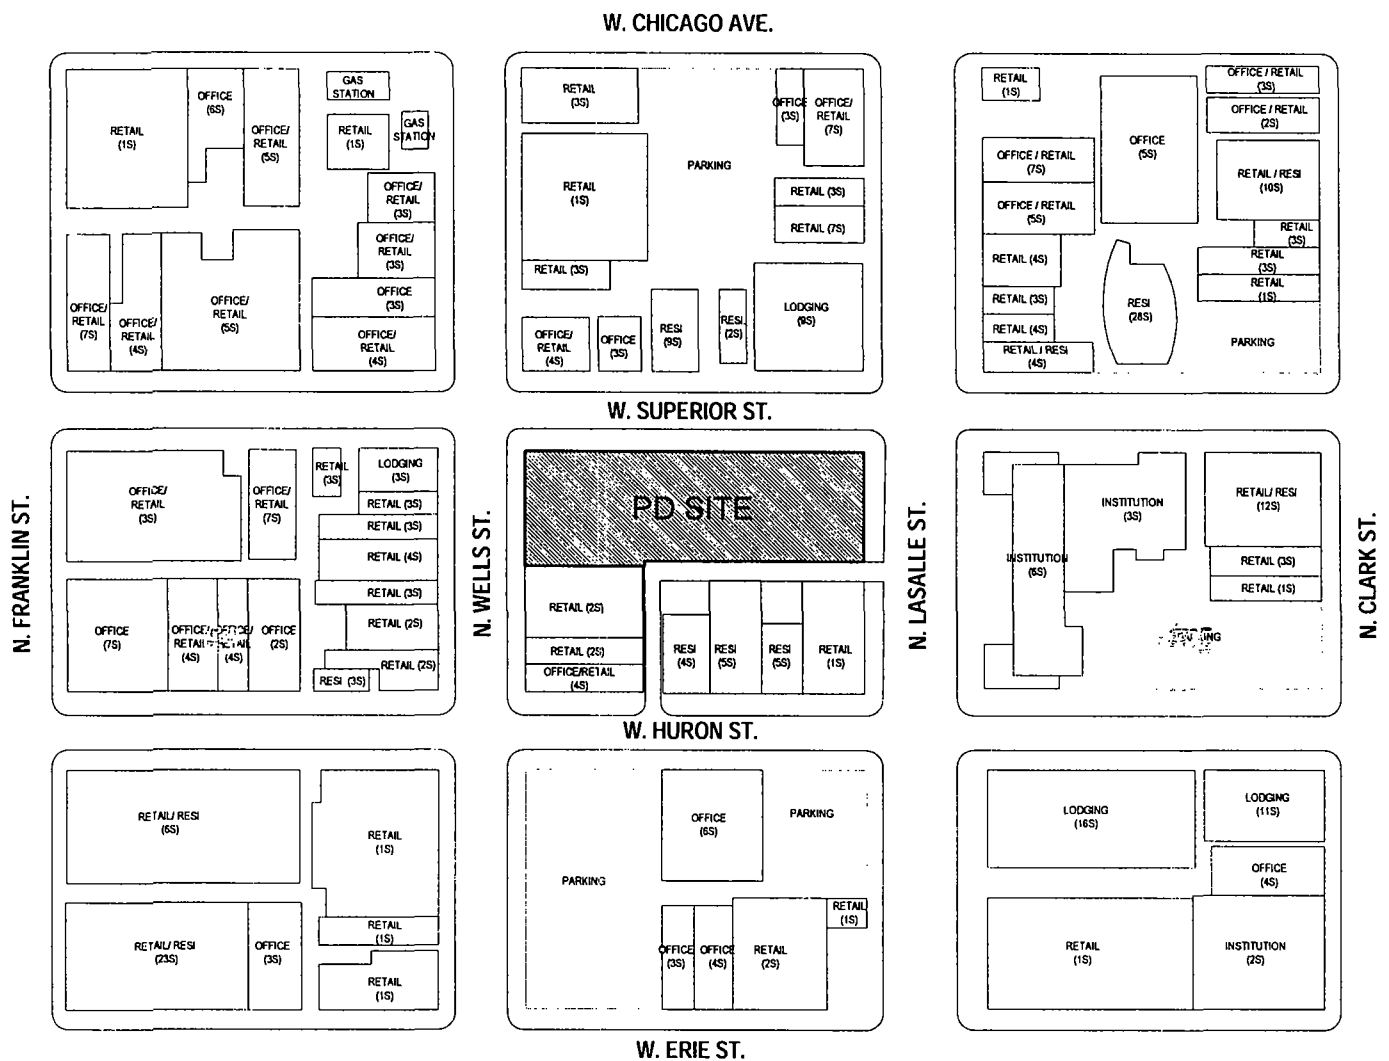 W. CHICAGO AVE.
RETAIL
(1S)
OFFICE
(6S)
OFFICE/
RETAIL
(5S)
GAS
STATION
RETAIL
(1S)
GAS
STATION
OFFICE/
RETAIL
(3S)
OFFICE/
RETAIL
(3S)
OFFICE
(3S)
OFFICE/
RETAIL
(4S)
OFFICE/
RETAIL
(7S)
OFFICE/
RETAIL
(4S)
OFFICE/
RETAIL
(5S)
RETAIL
(3S)
RETAIL
(1S)
RETAIL (3S)
PARKING
OFFICE
(3S)
OFFICE/
RETAIL
(7S)
RETAIL (3S)
RETAIL (7S)
OFFICE/
RETAIL
(4S)
OFFICE
(3S)
RESI
(9S)
RESI
(2S)
LODGING
(9S)
RETAIL
(1S)
OFFICE
(5S)
OFFICE / RETAIL
(3S)
OFFICE / RETAIL
(2S)
OFFICE / RETAIL
(7S)
OFFICE / RETAIL
(5S)
RETAIL / RESI
(10S)
RETAIL
(3S)
RETAIL
(3S)
RETAIL
(1S)
RETAIL (4S)
RETAIL (3S)
RETAIL (4S)
RETAIL / RESI
(4S)
RESI
(28S)
PARKING
W. SUPERIOR ST.
N. FRANKLIN ST.
OFFICE/
RETAIL
(3S)
OFFICE/
RETAIL
(7S)
RETAIL
(3S)
LODGING
(3S)
RETAIL (3S)
RETAIL (3S)
RETAIL (4S)
RETAIL (3S)
RETAIL (2S)
RETAIL (2S)
RESI (3S)
OFFICE
(7S)
OFFICE/
RETAIL
(4S)
OFFICE/
RETAIL
(4S)
OFFICE
(2S)
N. WELLS ST.
PD SITE
RETAIL (2S)
RETAIL (2S)
OFFICE/RETAIL
(4S)
RESI
(4S)
RESI
(5S)
RESI
(5S)
RETAIL
(1S)
N. LASALLE ST.
INSTITUTION
(6S)
INSTITUTION
(3S)
RETAIL/ RESI
(12S)
RETAIL (3S)
RETAIL (1S)
N. CLARK ST.
W. HURON ST.
RETAIL/ RESI
(6S)
RETAIL
(1S)
RETAIL/ RESI
(23S)
OFFICE
(3S)
RETAIL
(1S)
RETAIL
(1S)
PARKING
OFFICE
(6S)
PARKING
OFFICE
(3S)
OFFICE
(4S)
RETAIL
(2S)
RETAIL
(1S)
LODGING
(16S)
LODGING
(11S)
OFFICE
(4S)
RETAIL
(1S)
INSTITUTION
(2S)
W. ERIE ST.